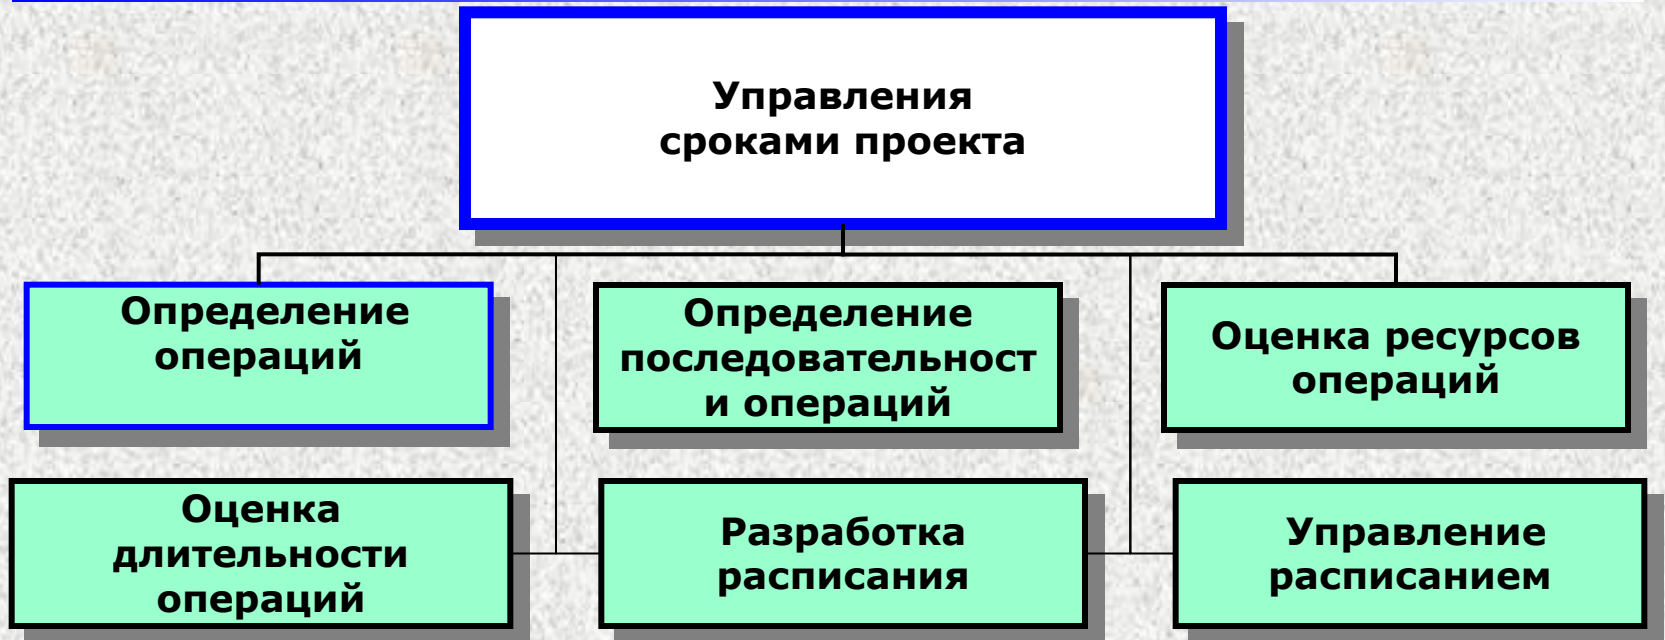 Управления
сроками проекта
Определение
операций
Определение
последовательност
и операций
Оценка ресурсов
операций
Оценка
длительности
операций
Разработка
расписания
Управление
расписанием